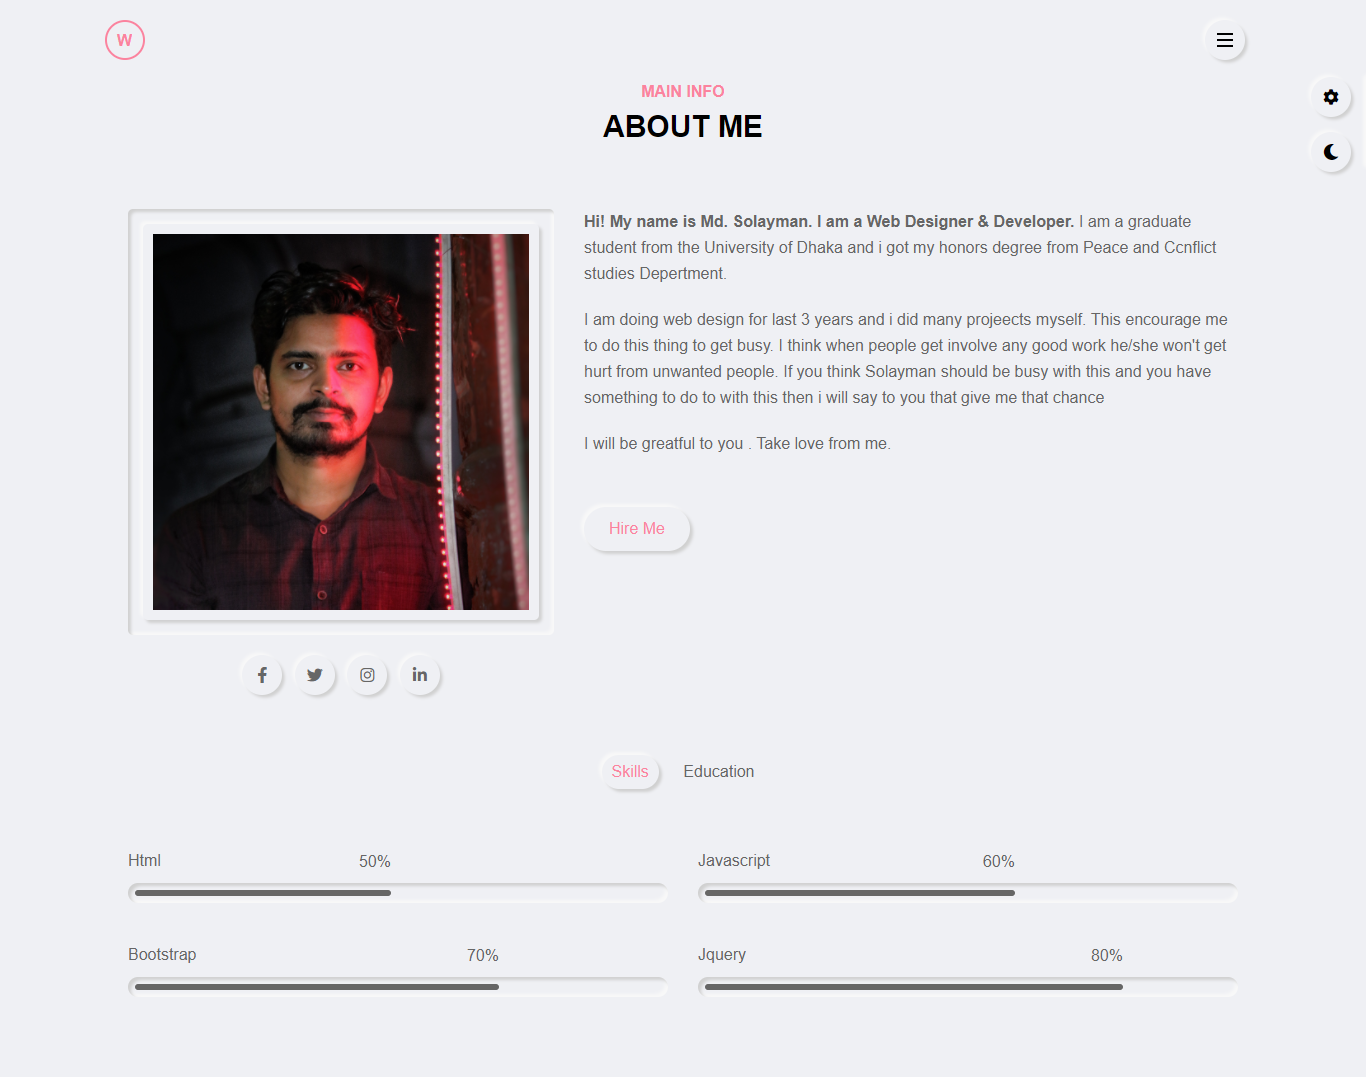 W
MAIN INFO
ABOUT ME
Hi! My name is Md. Solayman. I am a Web Designer & Developer. I am a graduate
student from the University of Dhaka and i got my honors degree from Peace and Ccnflict
studies Depertment.
I am doing web design for last 3 years and i did many projeects myself. This encourage me
to do this thing to get busy. I think when people get involve any good work he/she won't get
hurt from unwanted people. If you think Solayman should be busy with this and you have
something to do to with this then i will say to you that give me that chance
I will be greatful to you . Take love from me.
Hire Me
Skills Education
Html 50%
Javascript 60%
Bootstrap 70%
Jquery 80%